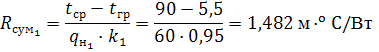 R_сум₁ = (t_ср − t_гр) / (q_н₁ · k₁) = (90 − 5,5) / (60 · 0,95) = 1,482 м ·° С/Вт